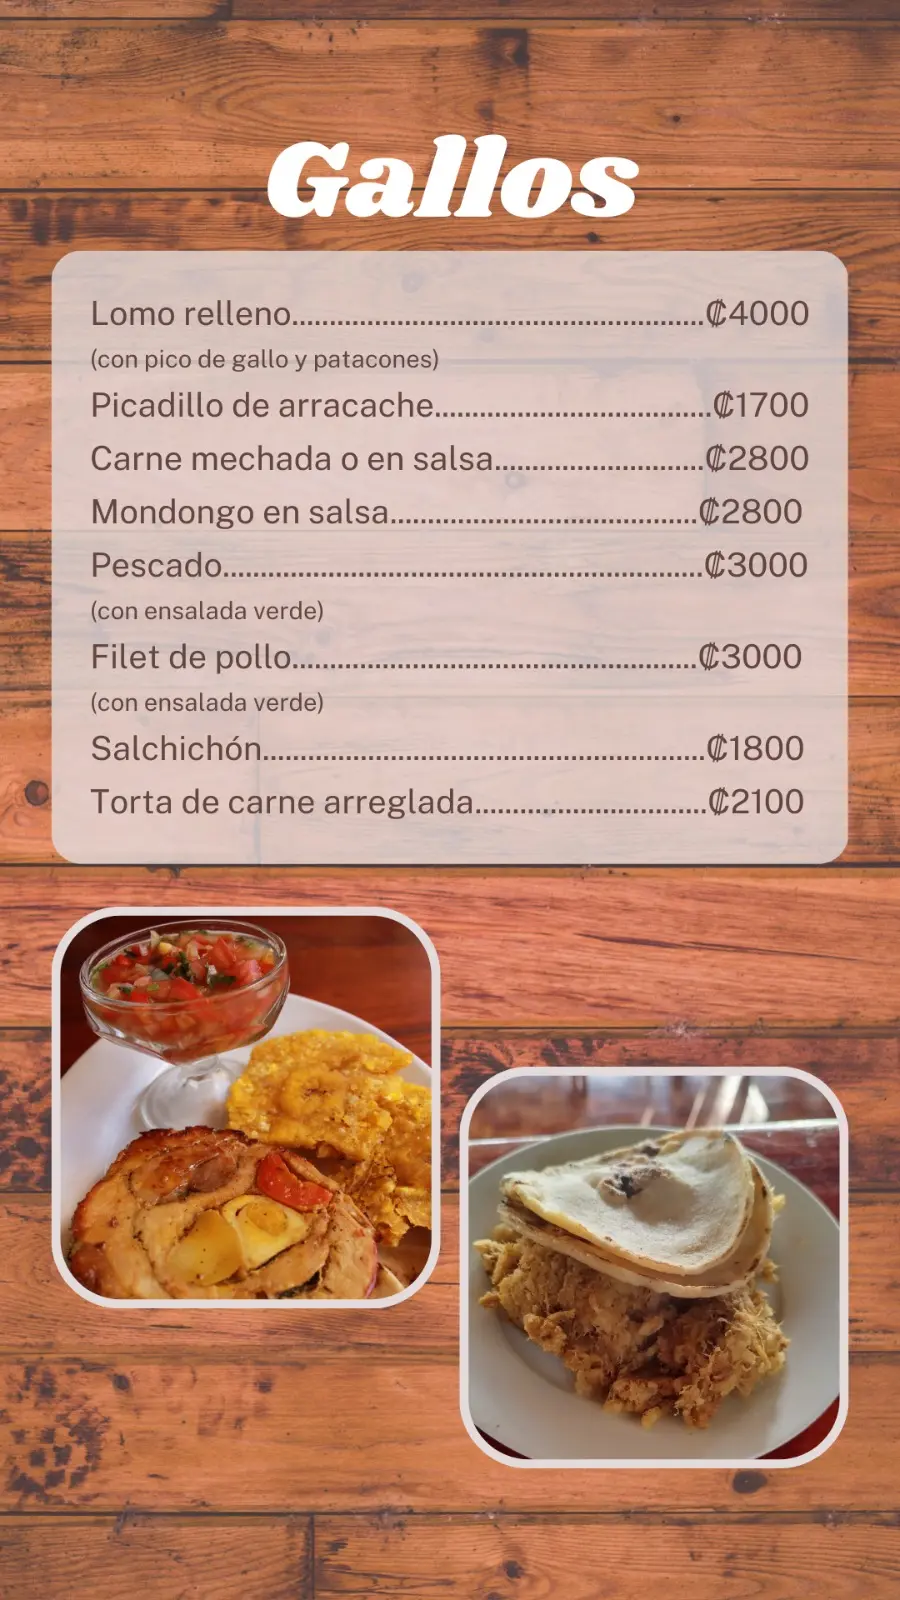 Gallos
Lomo relleno.............................................₡4000
(con pico de gallo y patacones)
Picadillo de arracache..............................₡1700
Carne mechada o en salsa......................₡2800
Mondongo en salsa.................................₡2800
Pescado....................................................₡3000
(con ensalada verde)
Filet de pollo............................................₡3000
(con ensalada verde)
Salchichón................................................₡1800
Torta de carne arreglada.........................₡2100